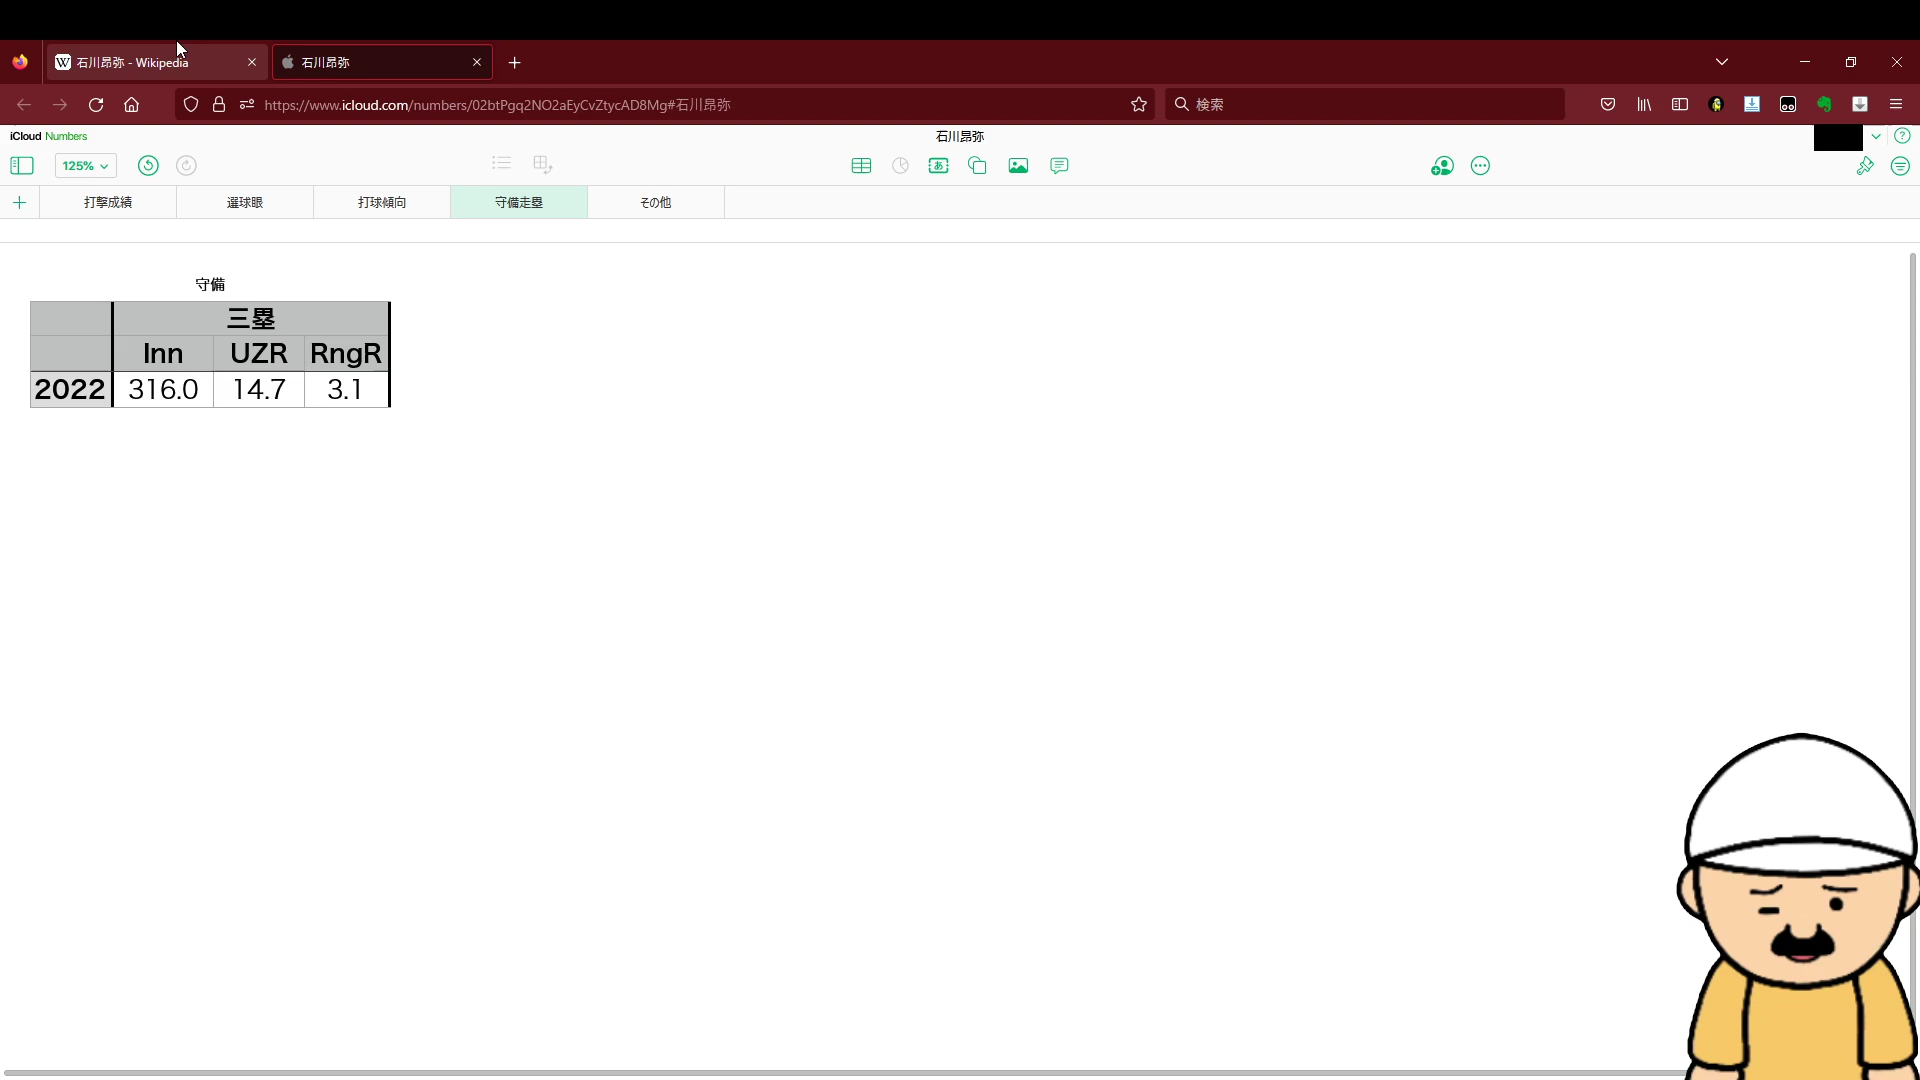 石川昂弥 - Wikipedia
石川昂弥
https://www.icloud.com/numbers/02btPgq2NO2aEyCvZtycAD8Mg#石川昂弥
検索
iCloud Numbers
石川昂弥
125%
あ
打撃成績
選球眼
打球傾向
守備走塁
その他
守備
三塁
Inn UZR RngR
2022 316.0 14.7 3.1